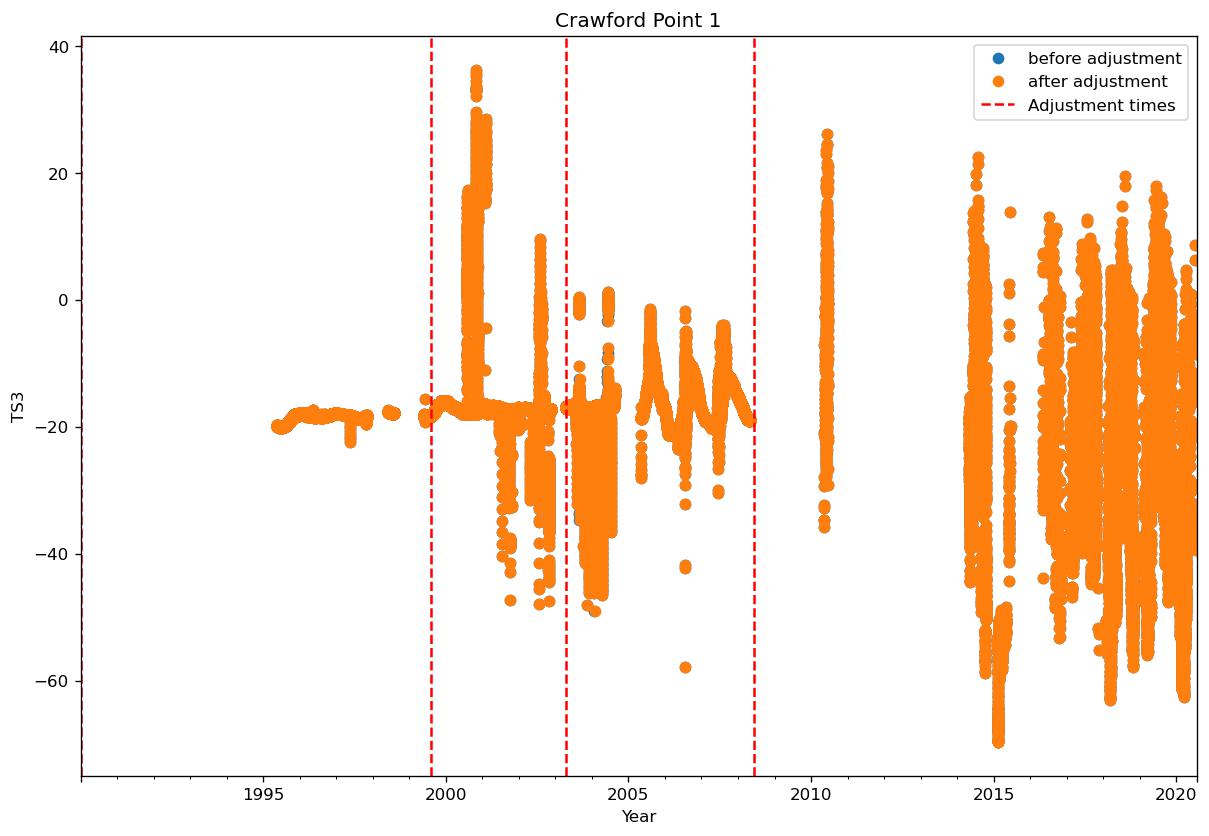 Crawford Point 1
before adjustment
after adjustment
Adjustment times
40
20
0
−20
−40
−60
TS3
1995
2000
2005
2010
2015
2020
Year